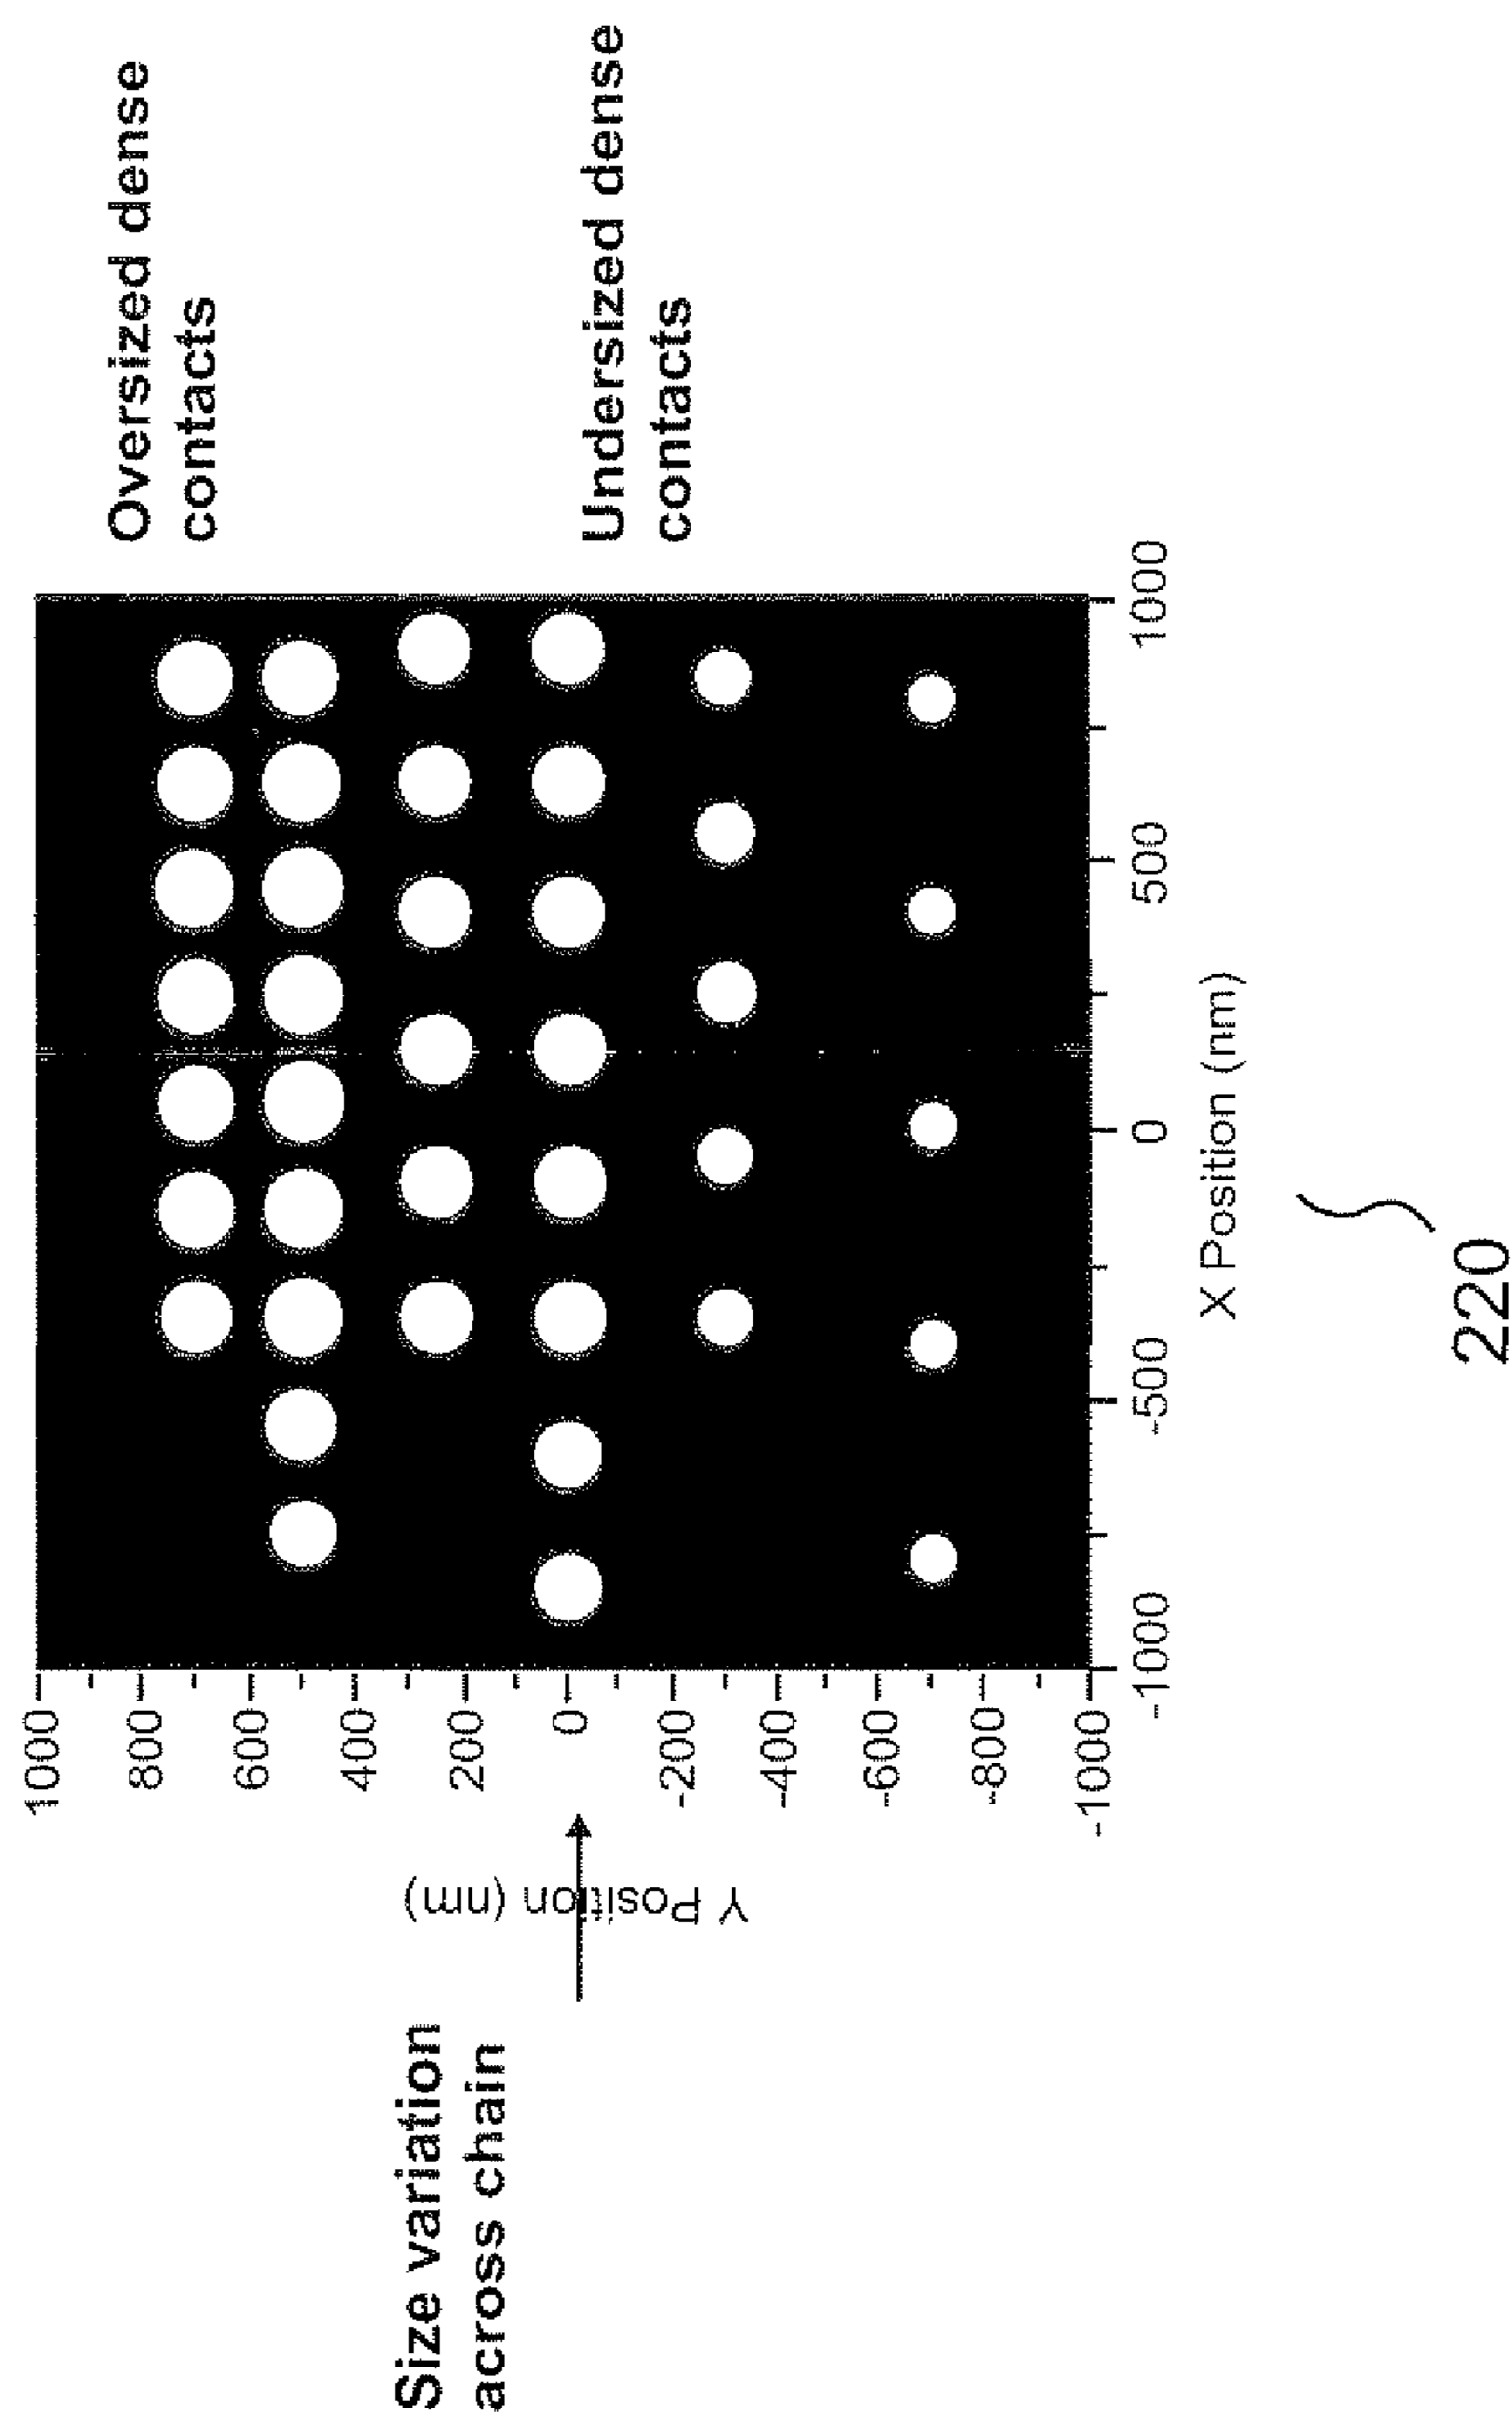 Size variation
across chain
Y Position (nm)
1000
800
600
400
200
0
-200
-400
-600
-800
-1000
-1000
-500
0
500
1000
X Position (nm)
Oversized dense
contacts
Undersized dense
contacts
220